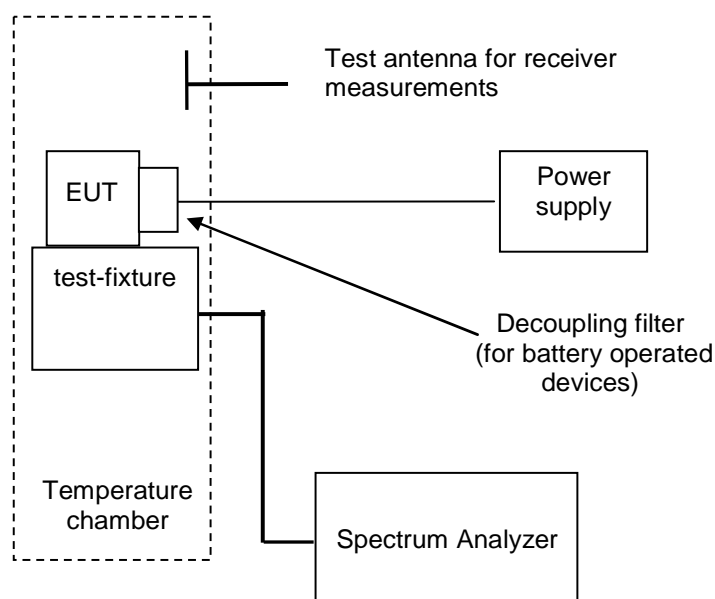 Test antenna for receiver
measurements
EUT
Power
supply
test-fixture
Decoupling filter
(for battery operated
devices)
Temperature
chamber
Spectrum Analyzer